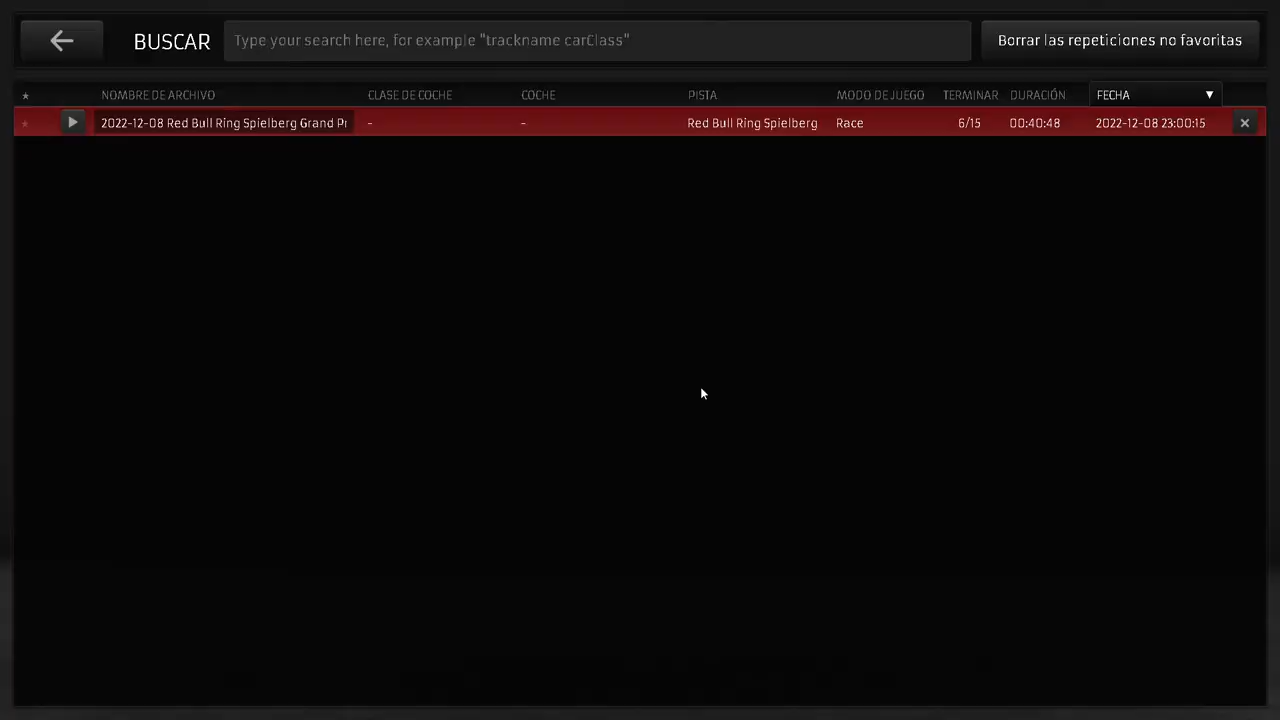 BUSCAR Type your search here, for example "trackname carClass" Borrar las repeticiones no favoritas
NOMBRE DE ARCHIVO CLASE DE COCHE COCHE PISTA MODO DE JUEGO TERMINAR DURACIÓN FECHA
2022-12-08 Red Bull Ring Spielberg Grand Pr - - Red Bull Ring Spielberg Race 6/15 00:40:48 2022-12-08 23:00:15